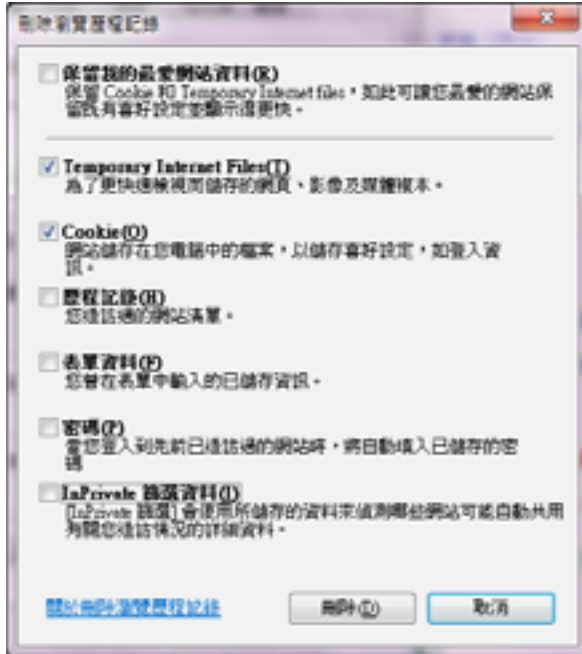 刪除瀏覽歷程記錄
保留我的最愛網站資料(R)
保留 Cookie 和 Temporary Internet files，如此可讓您最愛的網站保
留既有喜好設定並顯示得更快。
Temporary Internet Files(T)
為了更快速檢視而儲存的網頁、影像及媒體複本。
Cookie(O)
網站儲存在您電腦中的檔案，以儲存喜好設定，如登入資
訊。
歷程記錄(H)
您造訪過的網站清單。
表單資料(F)
您曾在表單中輸入的已儲存資訊。
密碼(P)
當您登入到先前已造訪過的網站時，將自動填入已儲存的密
碼
InPrivate 篩選資料(I)
[InPrivate 篩選] 會使用所儲存的資料來偵測哪些網站可能自動共用
有關您造訪情況的詳細資料。
關於刪除瀏覽歷程記錄
刪除(D)
取消